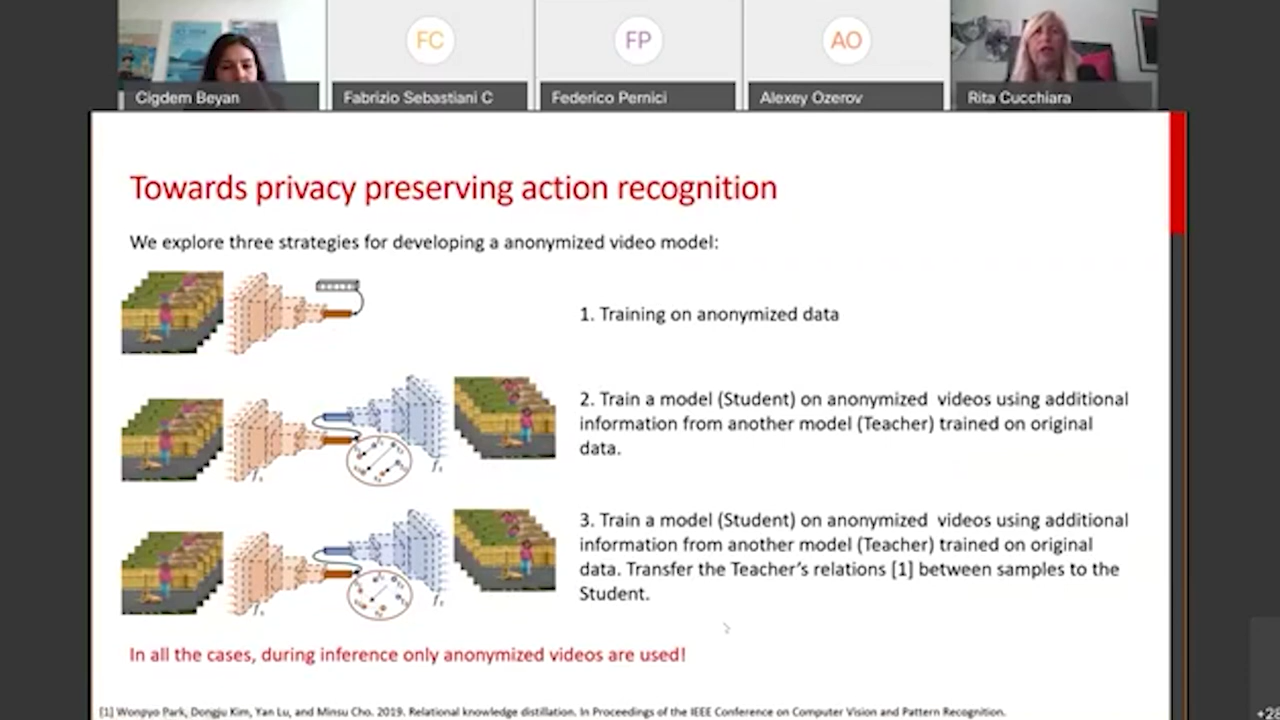 FC
FP
AO
Cigdem Beyan
Fabrizio Sebastiani C
Federico Pernici
Alexey Ozerov
Rita Cucchiara
Towards privacy preserving action recognition
We explore three strategies for developing a anonymized video model:
1. Training on anonymized data
2. Train a model (Student) on anonymized videos using additional
information from another model (Teacher) trained on original
data.
3. Train a model (Student) on anonymized videos using additional
information from another model (Teacher) trained on original
data. Transfer the Teacher's relations [1] between samples to the
Student.
In all the cases, during inference only anonymized videos are used!
[1] Wonpyo Park, Dongju Kim, Yan Lu, and Minsu Cho. 2019. Relational knowledge distillation. In Proceedings of the IEEE Conference on Computer Vision and Pattern Recognition.